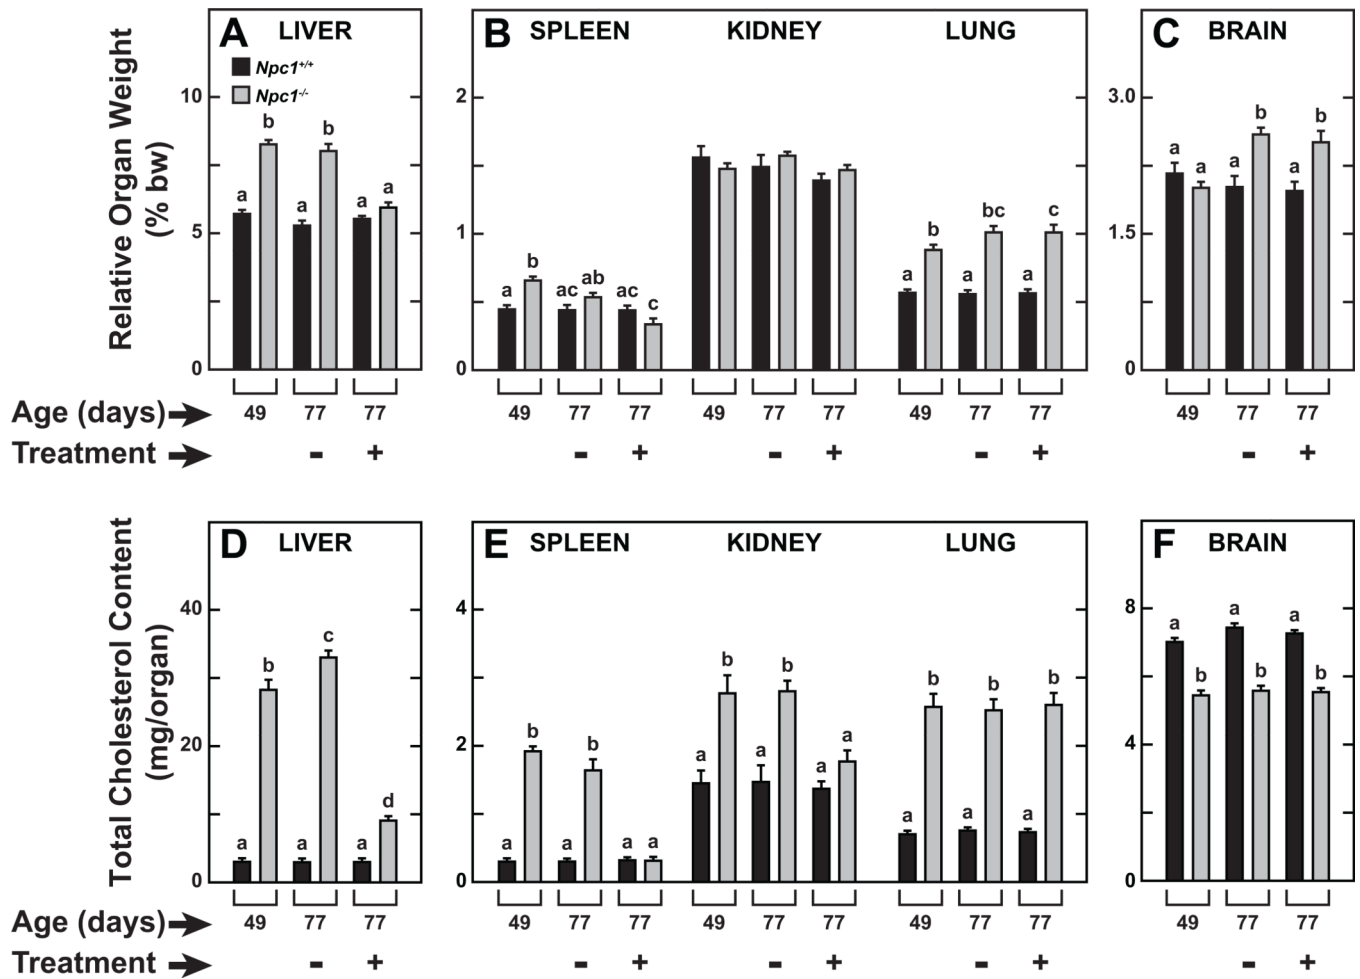 A LIVER
Npc1+/+
Npc1-/-
B SPLEEN KIDNEY LUNG
C BRAIN
Relative Organ Weight
(% bw)
10
5
0
a b a b a a
2
1
0
a b ac ab ac c
a b a bc a c
3.0
1.5
0
a a a b a b
Age (days)
49 77 77
49 77 77 49 77 77 49 77 77
49 77 77
Treatment
- +
- + - + - +
- +
D LIVER
E SPLEEN KIDNEY LUNG
F BRAIN
Total Cholesterol Content
(mg/organ)
40
20
0
a b a c a d
4
2
0
a b a b a a
a b a b a a
a b a b a b
8
4
0
a b a b a b
Age (days)
49 77 77
49 77 77 49 77 77 49 77 77
49 77 77
Treatment
- +
- + - + - +
- +